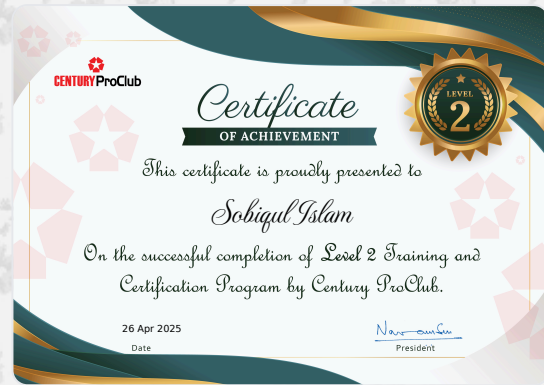 CENTURY ProClub
LEVEL
2
Certificate
OF ACHIEVEMENT
This certificate is proudly presented to
Sobiqul Islam
On the successful completion of Level 2 Training and
Certification Program by Century ProClub.
26 Apr 2025
Date
President